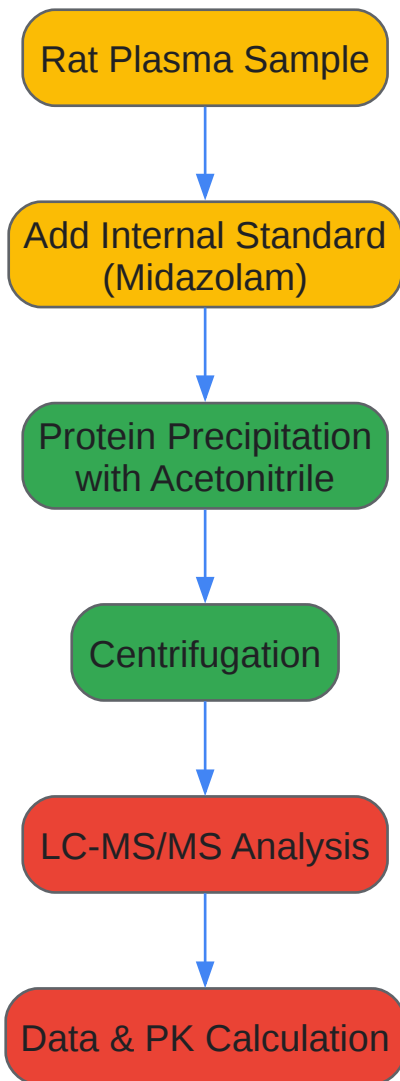 Rat Plasma Sample
Add Internal Standard
(Midazolam)
Protein Precipitation
with Acetonitrile
Centrifugation
LC-MS/MS Analysis
Data & PK Calculation